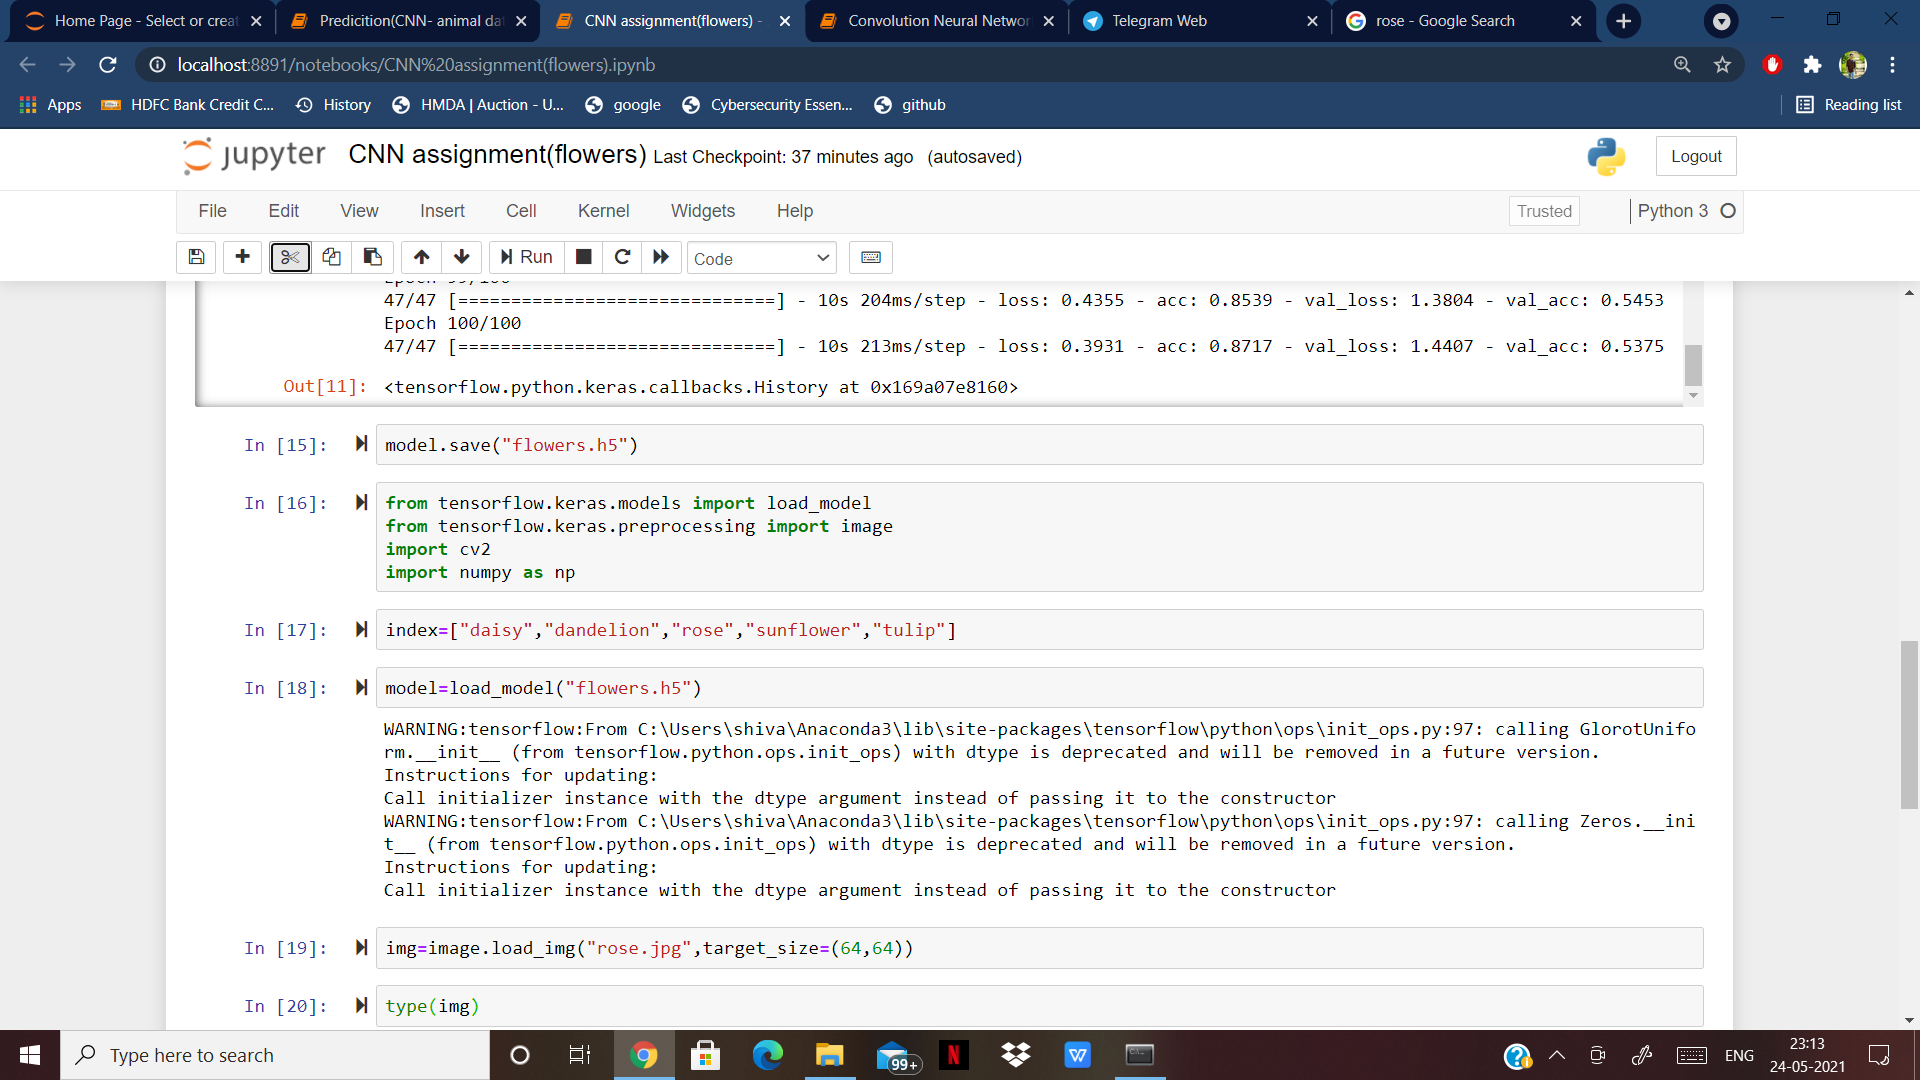 Home Page - Select or creat
Predicition(CNN- animal dat
CNN assignment(flowers) -
Convolution Neural Networ
Telegram Web
rose - Google Search
localhost:8891/notebooks/CNN%20assignment(flowers).ipynb
Apps
HDFC Bank Credit C...
History
HMDA | Auction - U...
google
Cybersecurity Essen...
github
Reading list
jupyter
CNN assignment(flowers) Last Checkpoint: 37 minutes ago (autosaved)
Logout
File Edit View Insert Cell Kernel Widgets Help
Trusted
Python 3
Run
Code
Epoch 99/100
47/47 [==============================] - 10s 204ms/step - loss: 0.4355 - acc: 0.8539 - val_loss: 1.3804 - val_acc: 0.5453
Epoch 100/100
47/47 [==============================] - 10s 213ms/step - loss: 0.3931 - acc: 0.8717 - val_loss: 1.4407 - val_acc: 0.5375
Out[11]: <tensorflow.python.keras.callbacks.History at 0x169a07e8160>
In [15]: model.save("flowers.h5")
In [16]: from tensorflow.keras.models import load_model
from tensorflow.keras.preprocessing import image
import cv2
import numpy as np
In [17]: index=["daisy","dandelion","rose","sunflower","tulip"]
In [18]: model=load_model("flowers.h5")
WARNING:tensorflow:From C:\Users\shiva\Anaconda3\lib\site-packages\tensorflow\python\ops\init_ops.py:97: calling GlorotUnifo
rm.__init__ (from tensorflow.python.ops.init_ops) with dtype is deprecated and will be removed in a future version.
Instructions for updating:
Call initializer instance with the dtype argument instead of passing it to the constructor
WARNING:tensorflow:From C:\Users\shiva\Anaconda3\lib\site-packages\tensorflow\python\ops\init_ops.py:97: calling Zeros.__ini
t__ (from tensorflow.python.ops.init_ops) with dtype is deprecated and will be removed in a future version.
Instructions for updating:
Call initializer instance with the dtype argument instead of passing it to the constructor
In [19]: img=image.load_img("rose.jpg",target_size=(64,64))
In [20]: type(img)
Type here to search
99+
ENG
23:13
24-05-2021